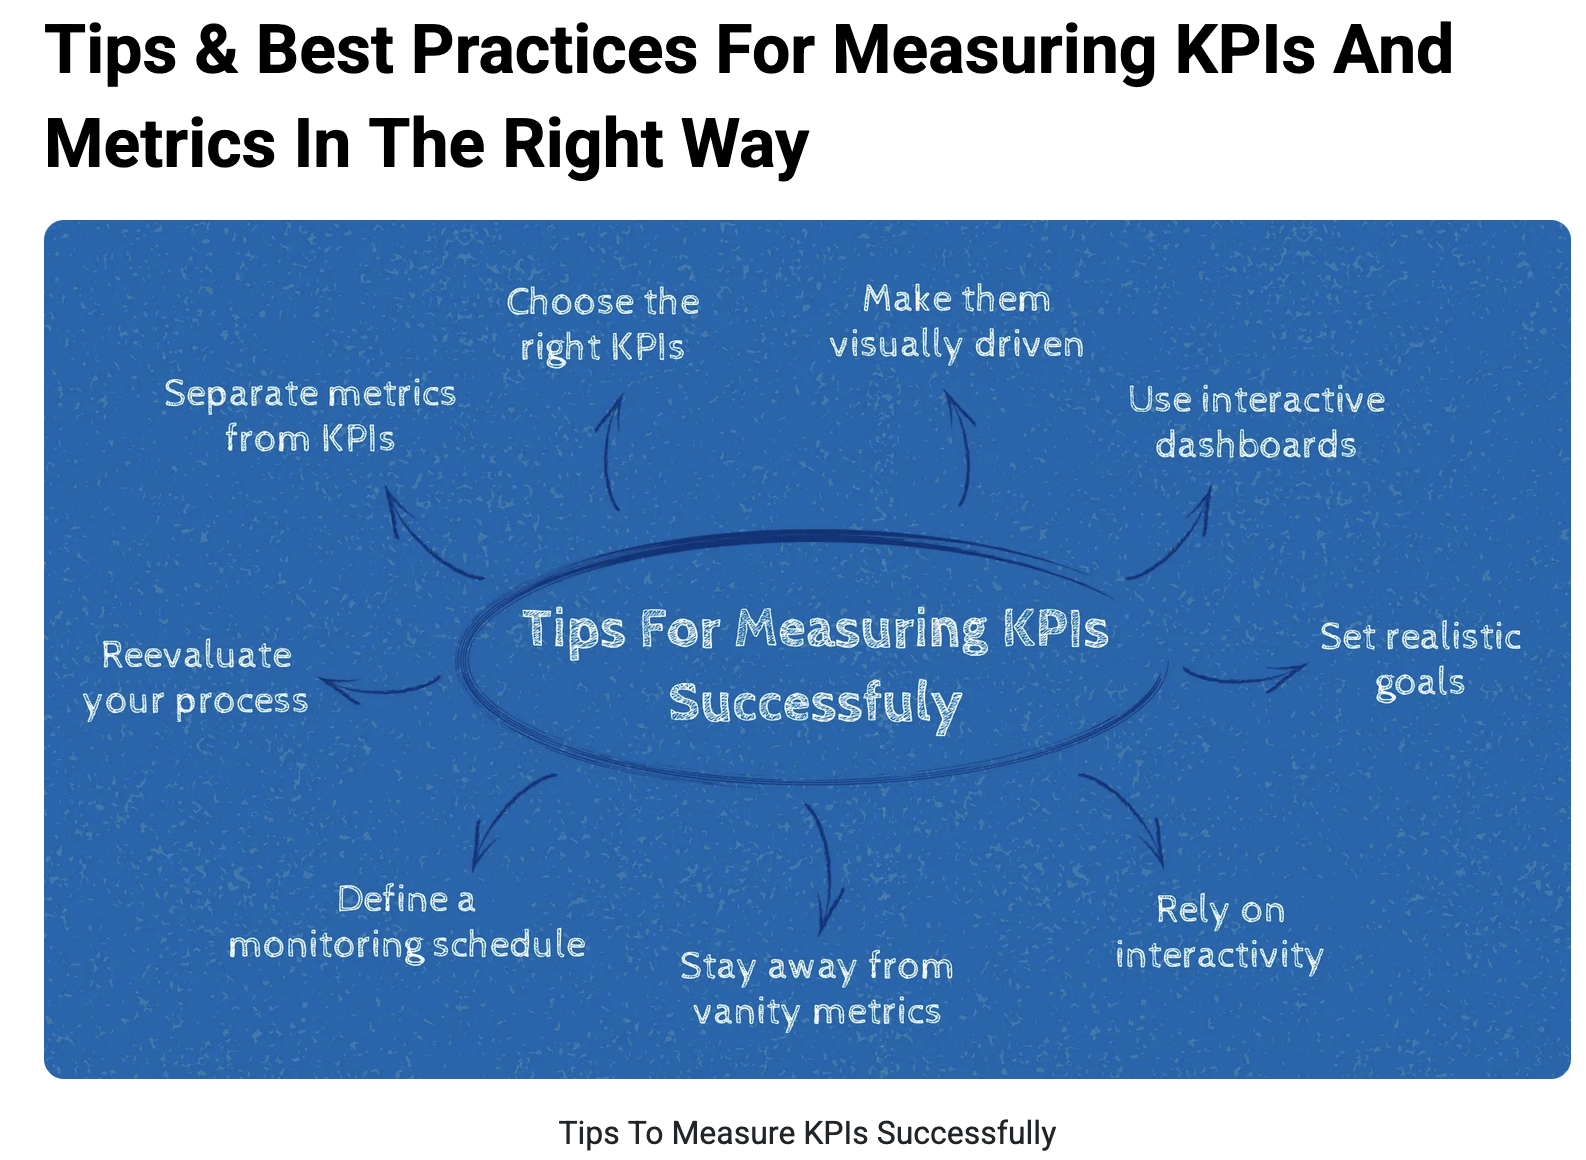 Tips & Best Practices For Measuring KPIs And
Metrics In The Right Way
Choose the
right KPIs
Make them
visually driven
Separate metrics
from KPIs
Use interactive
dashboards
Tips For Measuring KPIs
Successfuly
Reevaluate
your process
Set realistic
goals
Define a
monitoring schedule
Stay away from
vanity metrics
Rely on
interactivity
Tips To Measure KPIs Successfully